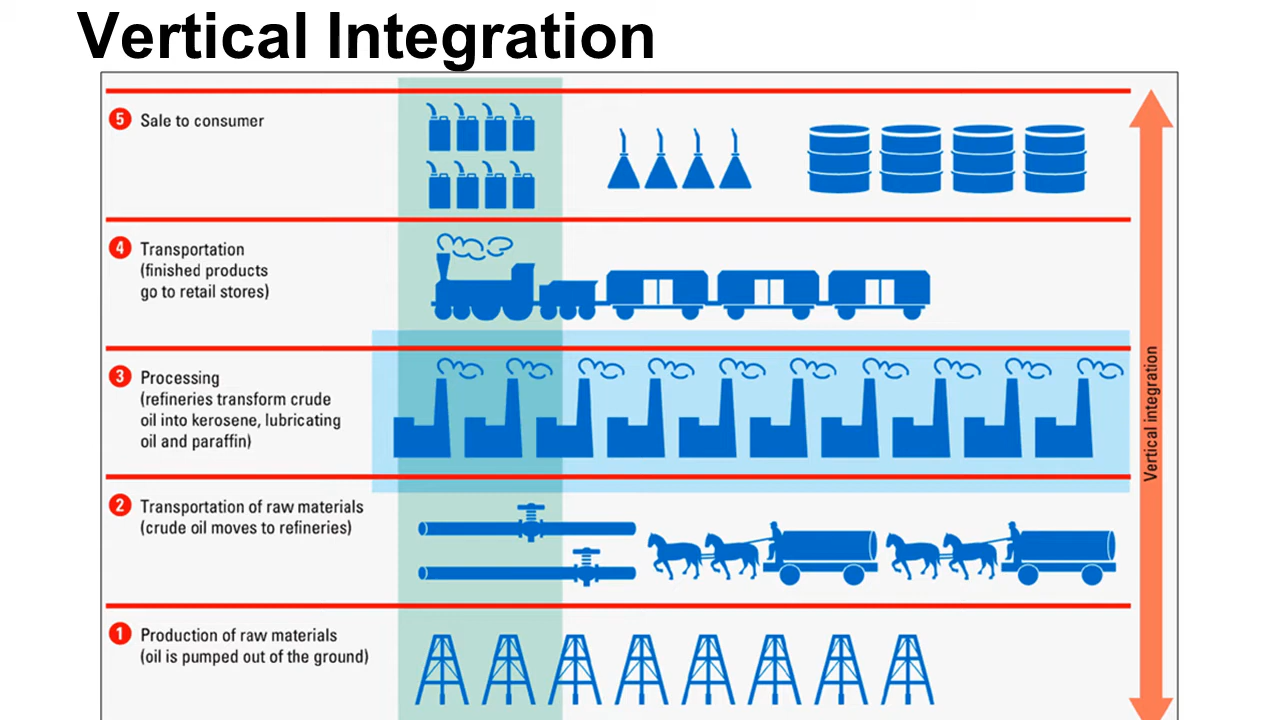 Vertical Integration
5 Sale to consumer
4 Transportation
(finished products
go to retail stores)
3 Processing
(refineries transform crude
oil into kerosene, lubricating
oil and paraffin)
2 Transportation of raw materials
(crude oil moves to refineries)
1 Production of raw materials
(oil is pumped out of the ground)
Vertical integration